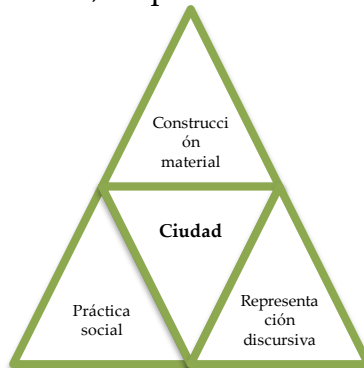 Construcci
ón
material
Ciudad
Práctica
social
Representa
ción
discursiva